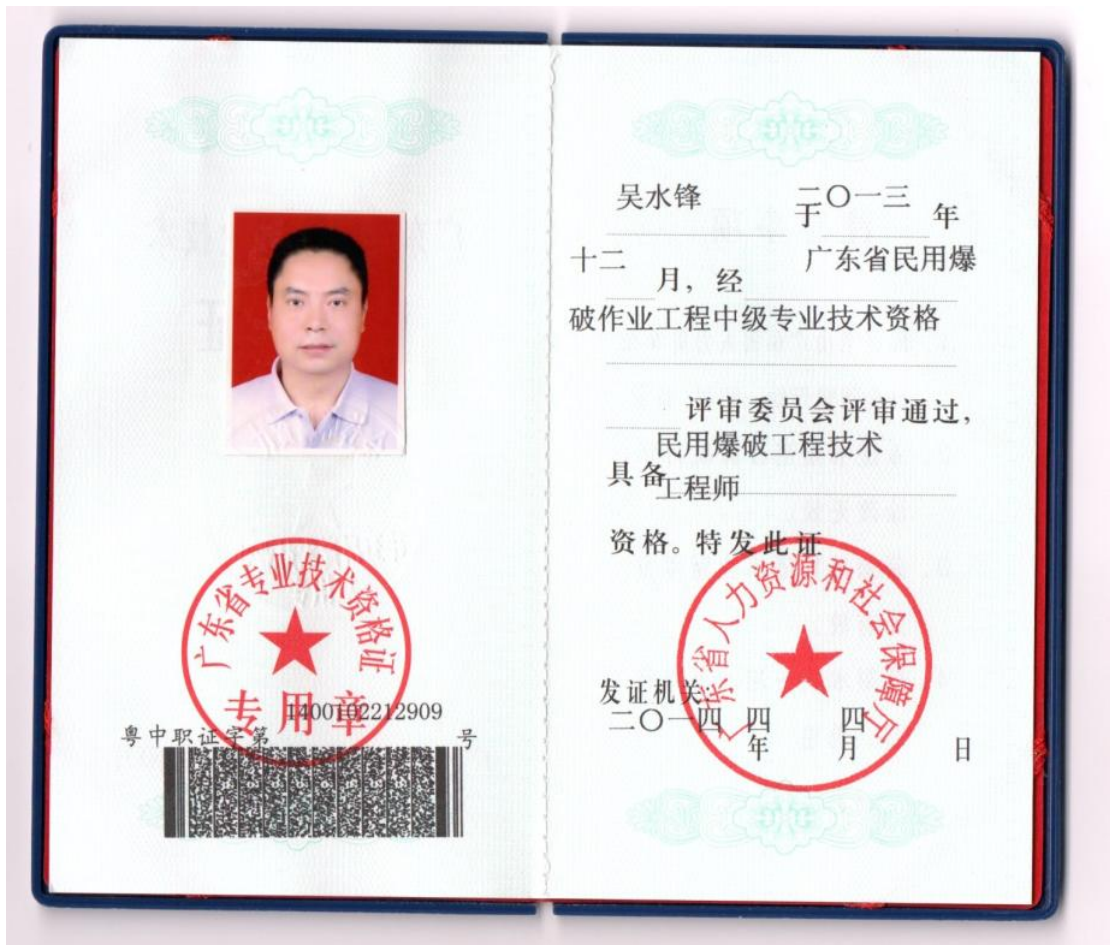 广东省专业技术资格证
专用章
1400102212909
粤中职证字第 号
吴水锋 于二〇一三年
十二月，经广东省民用爆
破作业工程中级专业技术资格
评审委员会评审通过，
民用爆破工程技术
具备工程师
资格。特发此证
广东省人力资源和社会保障厅
发证机关：
二〇一四 四 四
年 月 日